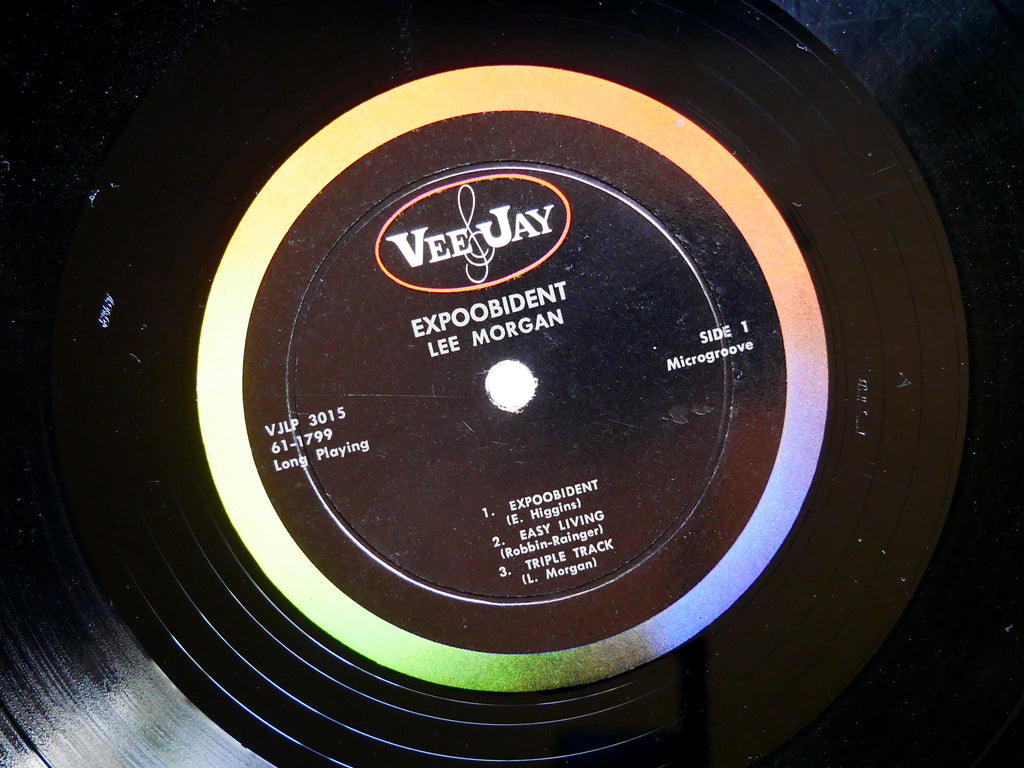 VEE JAY
EXPOOBIDENT
LEE MORGAN
SIDE 1
Microgroove
VJLP 3015
61-1799
Long Playing
1. EXPOOBIDENT
(E. Higgins)
2. EASY LIVING
(Robbin-Rainger)
3. TRIPLE TRACK
(L. Morgan)